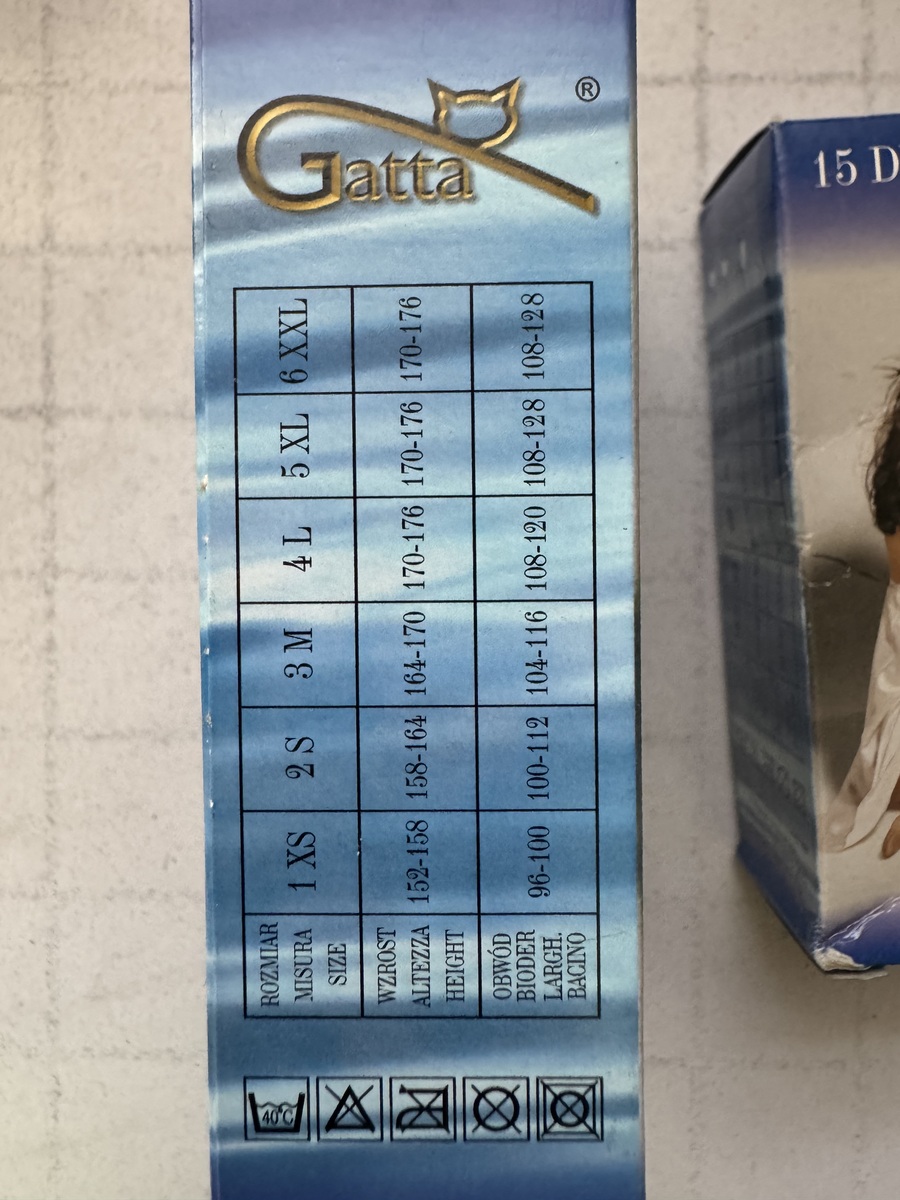 Gatta®
ROZMIAR MISURA SIZE 1 XS 2 S 3 M 4 L 5 XL 6 XXL
WZROST ALTEZZA HEIGHT 152-158 158-164 164-170 170-176 170-176 170-176
OBWÓD BIODER LARGH. BACINO 96-100 100-112 104-116 108-120 108-128 108-128
40°C
15 D